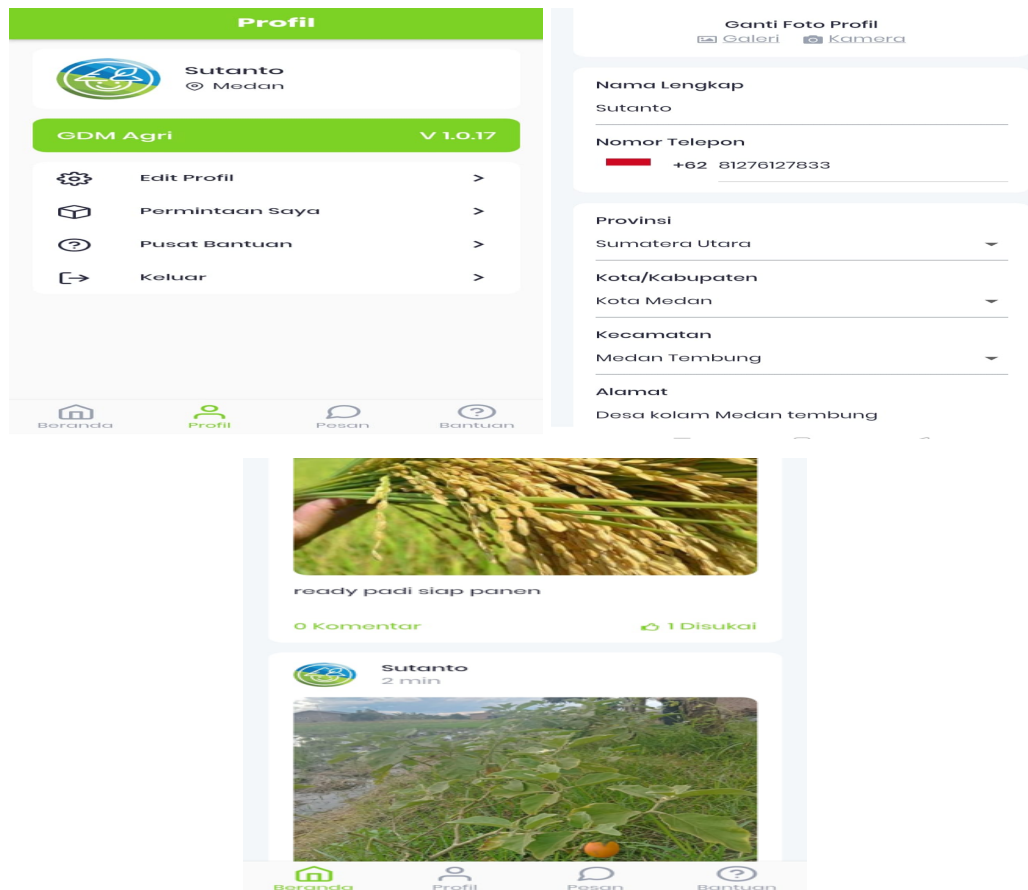 Profil
Sutanto
Medan
GDM Agri V 1.0.17
Edit Profil >
Permintaan Saya >
Pusat Bantuan >
Keluar >
Beranda Profil Pesan Bantuan
Ganti Foto Profil
Galeri Kamera
Nama Lengkap
Sutanto
Nomor Telepon
+62 81276127833
Provinsi
Sumatera Utara
Kota/Kabupaten
Kota Medan
Kecamatan
Medan Tembung
Alamat
Desa kolam Medan tembung
ready padi siap panen
0 Komentar 1 Disukai
Sutanto
2 min
Beranda Profil Pesan Bantuan